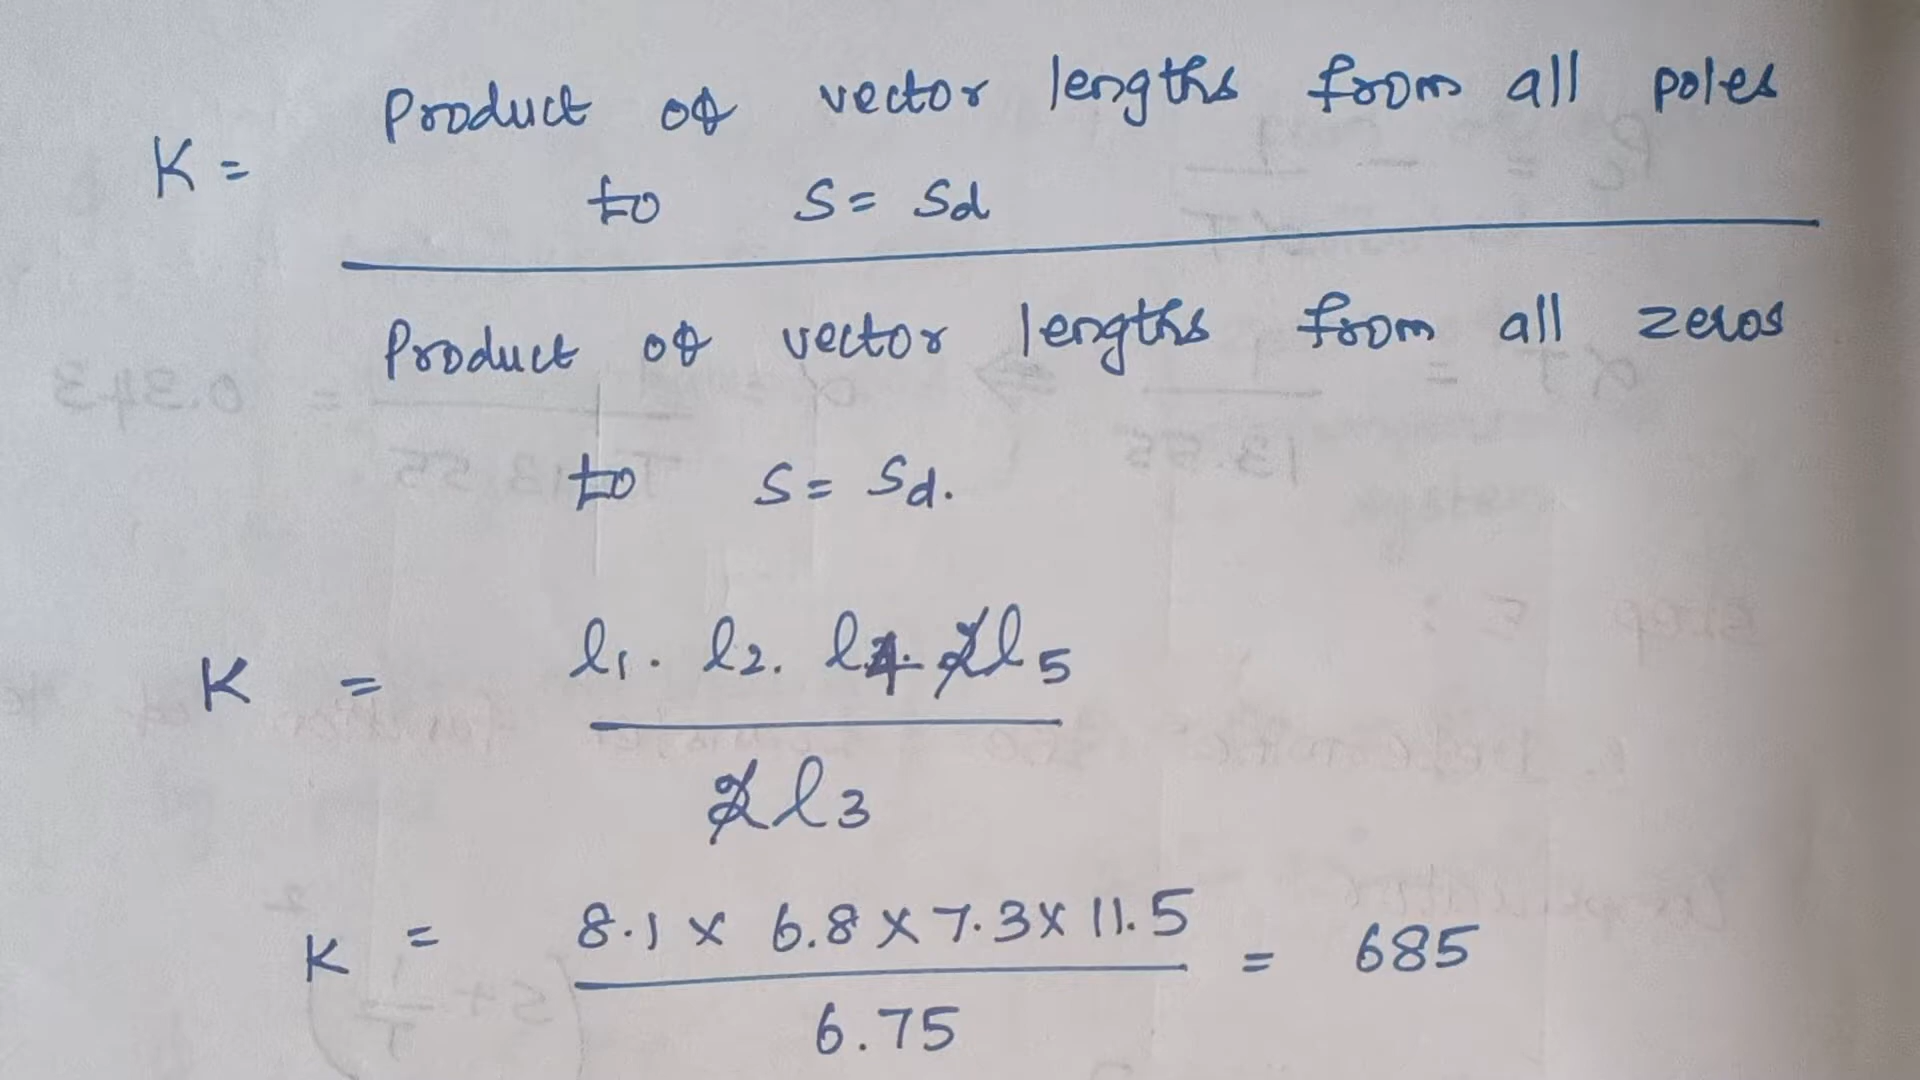 Product of vector lengths from all poles
K =
to S = Sd
Product of vector lengths from all zeros
to S = Sd.
K = l1. l2. l4. l5
l3
K = 8.1 x 6.8 x 7.3 x 11.5 = 685
6.75